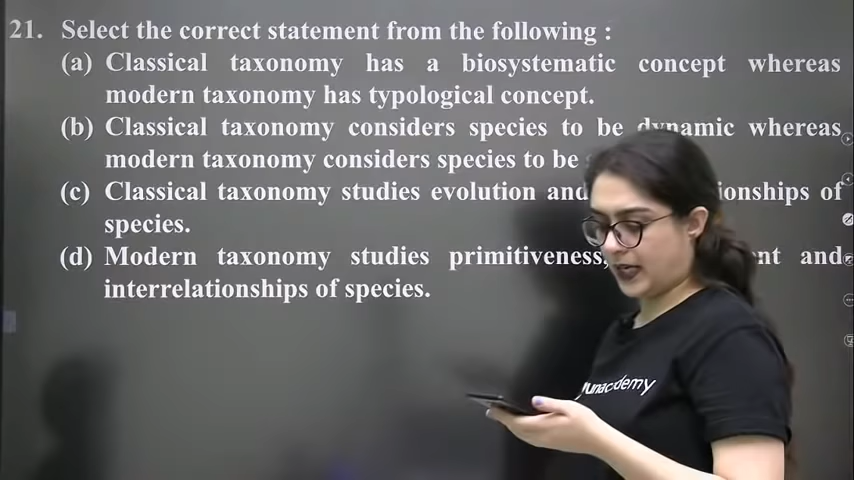 21. Select the correct statement from the following :
(a) Classical taxonomy has a biosystematic concept whereas
modern taxonomy has typological concept.
(b) Classical taxonomy considers species to be dynamic whereas
modern taxonomy considers species to be
(c) Classical taxonomy studies evolution and of
species.
(d) Modern taxonomy studies primitiveness, and
interrelationships of species.
unacademy